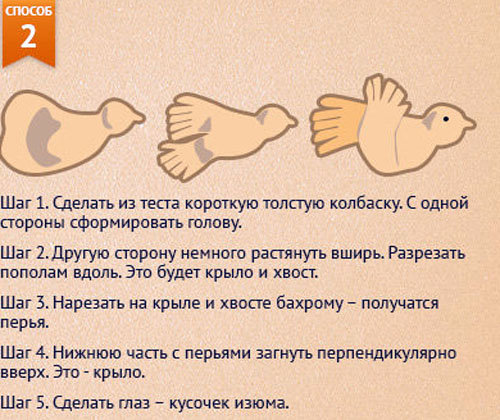 СПОСОБ
2
Шаг 1. Сделать из теста короткую толстую колбаску. С одной
стороны сформировать голову.
Шаг 2. Другую сторону немного растянуть вширь. Разрезать
пополам вдоль. Это будет крыло и хвост.
Шаг 3. Нарезать на крыле и хвосте бахрому – получатся
перья.
Шаг 4. Нижнюю часть с перьями загнуть перпендикулярно
вверх. Это - крыло.
Шаг 5. Сделать глаз – кусочек изюма.